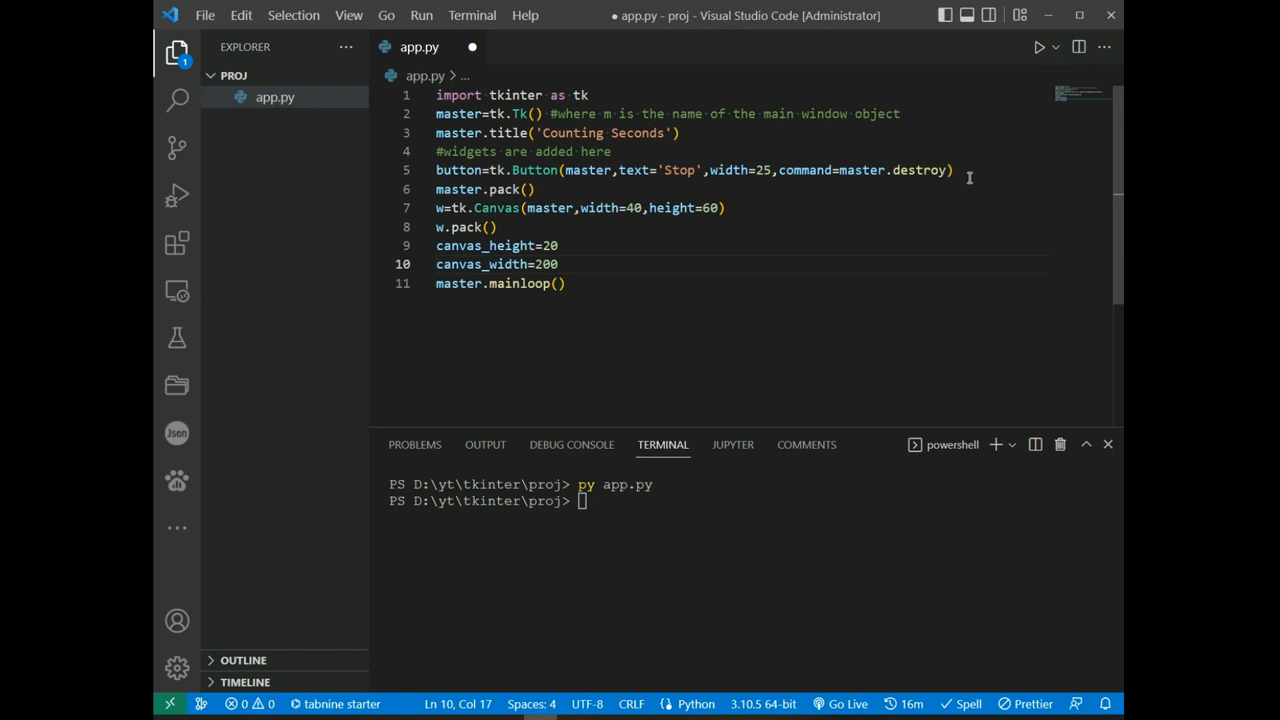 File Edit Selection View Go Run Terminal Help ● app.py - proj - Visual Studio Code [Administrator]
EXPLORER ···
app.py
1
PROJ
app.py
app.py > ...
1 import tkinter as tk
2 master=tk.Tk() #where m is the name of the main window object
3 master.title('Counting Seconds')
4 #widgets are added here
5 button=tk.Button(master,text='Stop',width=25,command=master.destroy)
6 master.pack()
7 w=tk.Canvas(master,width=40,height=60)
8 w.pack()
9 canvas_height=20
10 canvas_width=200
11 master.mainloop()
Json
PROBLEMS OUTPUT DEBUG CONSOLE TERMINAL JUPYTER COMMENTS powershell
PS D:\yt\tkinter\proj> py app.py
PS D:\yt\tkinter\proj>
OUTLINE
TIMELINE
0 0 tabnine starter Ln 10, Col 17 Spaces: 4 UTF-8 CRLF Python 3.10.5 64-bit Go Live 16m Spell Prettier